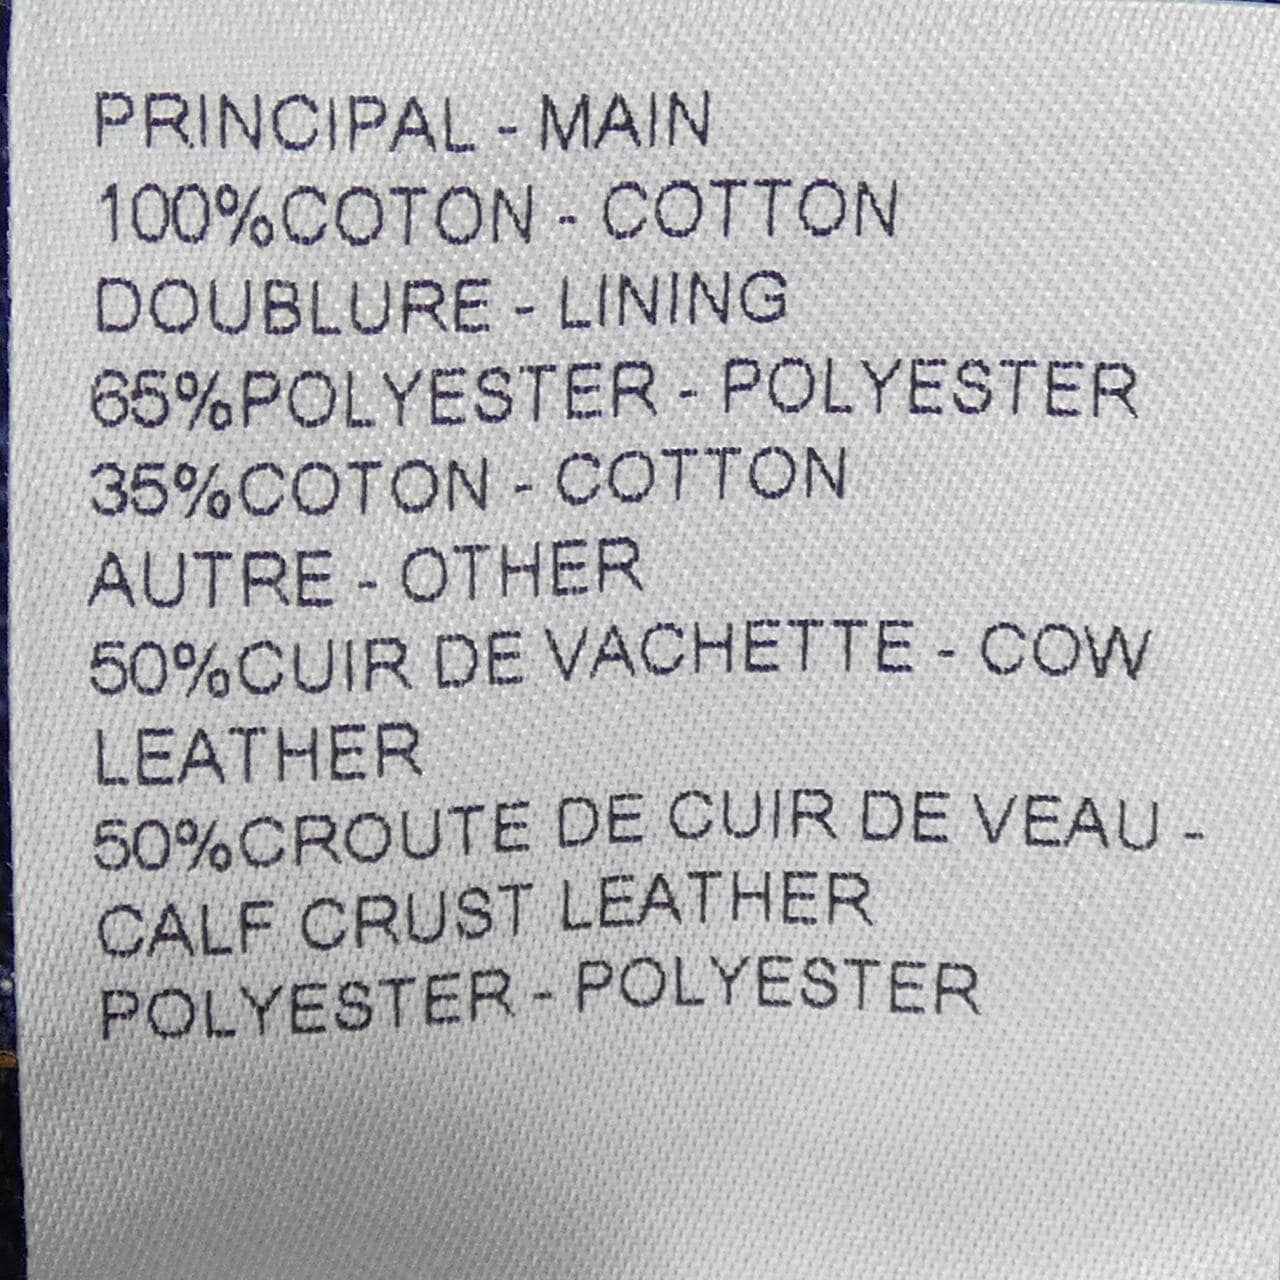 PRINCIPAL - MAIN
100%COTON - COTTON
DOUBLURE - LINING
65%POLYESTER - POLYESTER
35%COTON - COTTON
AUTRE - OTHER
50%CUIR DE VACHETTE - COW
LEATHER
50%CROUTE DE CUIR DE VEAU -
CALF CRUST LEATHER
POLYESTER - POLYESTER